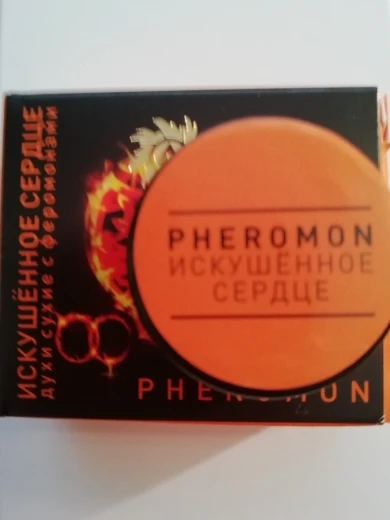 ИСКУШЁННОЕ СЕРДЦЕ
духи сухие с феромонами
PHEROMON
ИСКУШЁННОЕ
СЕРДЦЕ
PHEROMON